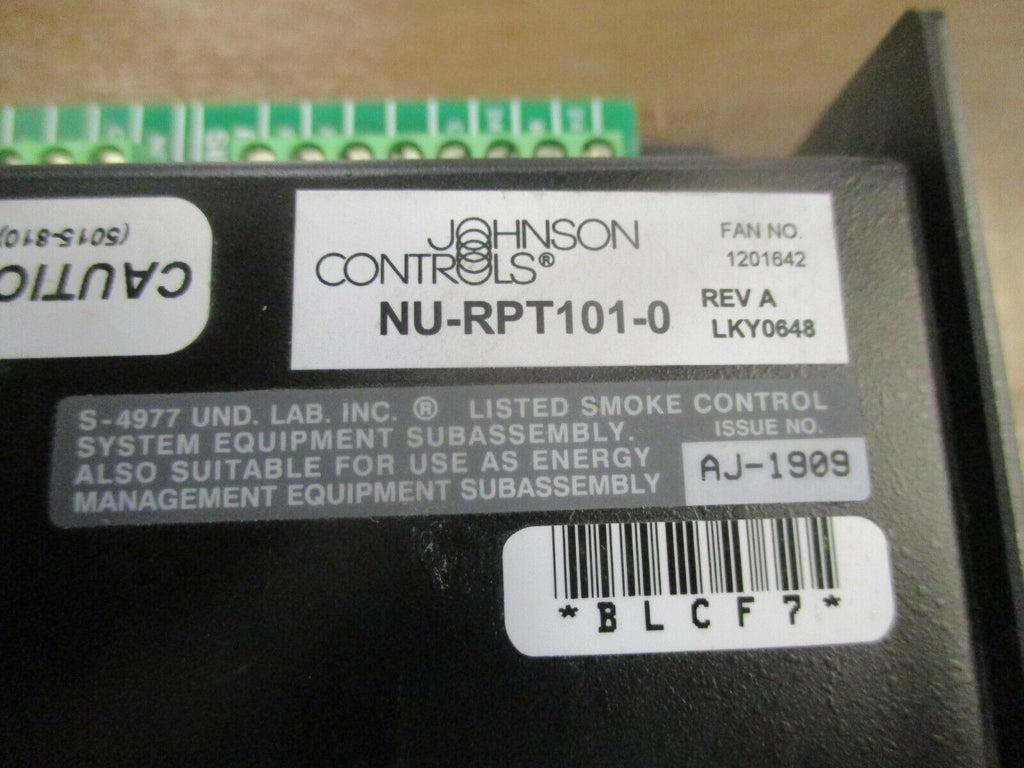 JOHNSON
CONTROLS®
NU-RPT101-0
FAN NO.
1201642
REV A
LKY0648
(5015-810)
S-4977 UND. LAB. INC. ® LISTED SMOKE CONTROL
SYSTEM EQUIPMENT SUBASSEMBLY.
ALSO SUITABLE FOR USE AS ENERGY
MANAGEMENT EQUIPMENT SUBASSEMBLY
ISSUE NO.
AJ-1909
*BLCF7*